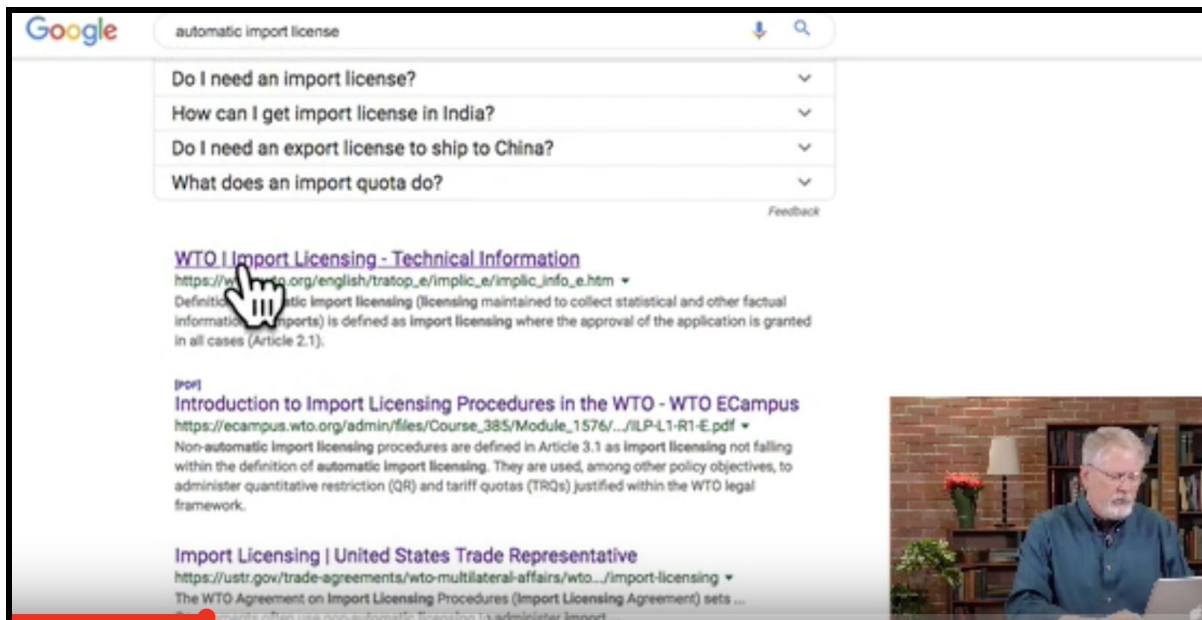 Google
automatic import license
Do I need an import license?
How can I get import license in India?
Do I need an export license to ship to China?
What does an import quota do?
Feedback
WTO | Import Licensing - Technical Information
org/english/tratop_e/implic_e/implic_info_e.htm
import licensing (licensing maintained to collect statistical and other factual
is defined as import licensing where the approval of the application is granted
in all cases (Article 2.1).
[PDF]
Introduction to Import Licensing Procedures in the WTO - WTO ECampus
https://ecampus.wto.org/admin/files/Course_385/Module_1576/.../ILP-L1-R1-E.pdf
Non-automatic import licensing procedures are defined in Article 3.1 as import licensing not falling
within the definition of automatic import licensing. They are used, among other policy objectives, to
administer quantitative restriction (QR) and tariff quotas (TRQs) justified within the WTO legal
framework.
Import Licensing | United States Trade Representative
https://ustr.gov/trade-agreements/wto-multilateral-affairs/wto.../import-licensing
The WTO Agreement on Import Licensing Procedures (Import Licensing Agreement) sets ...
often use non-automatic licensing to administer import